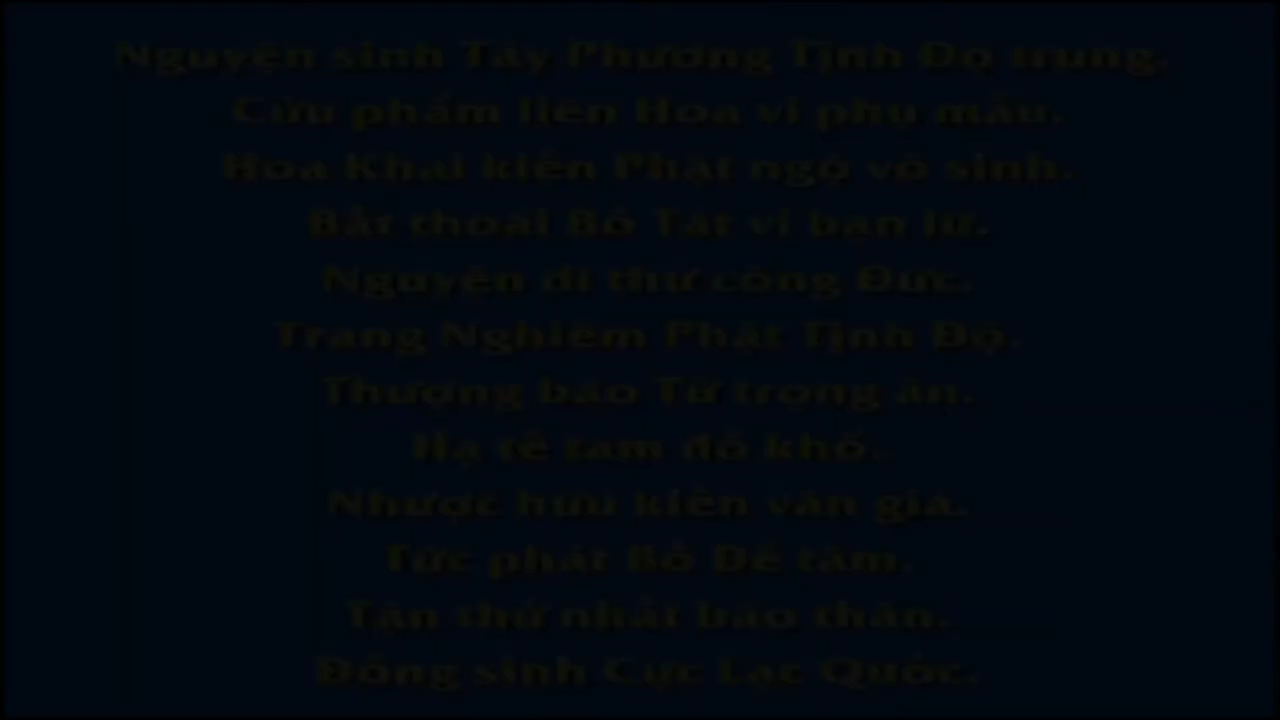 Nguyện sinh Tây Phương Tịnh Độ trung.
Cửu phẩm liên Hoa vi phụ mẫu.
Hoa Khai kiến Phật ngộ vô sinh.
Bất thoái Bồ Tát vi bạn lữ.
Nguyện dĩ thử công Đức.
Trang Nghiêm Phật Tịnh Độ.
Thượng báo Tứ trọng ân.
Hạ tế tam đồ khổ.
Nhược hữu kiến văn giả.
Tức phát Bồ Đề tâm.
Tận thử nhất báo thân.
Đồng sinh Cực Lạc Quốc.